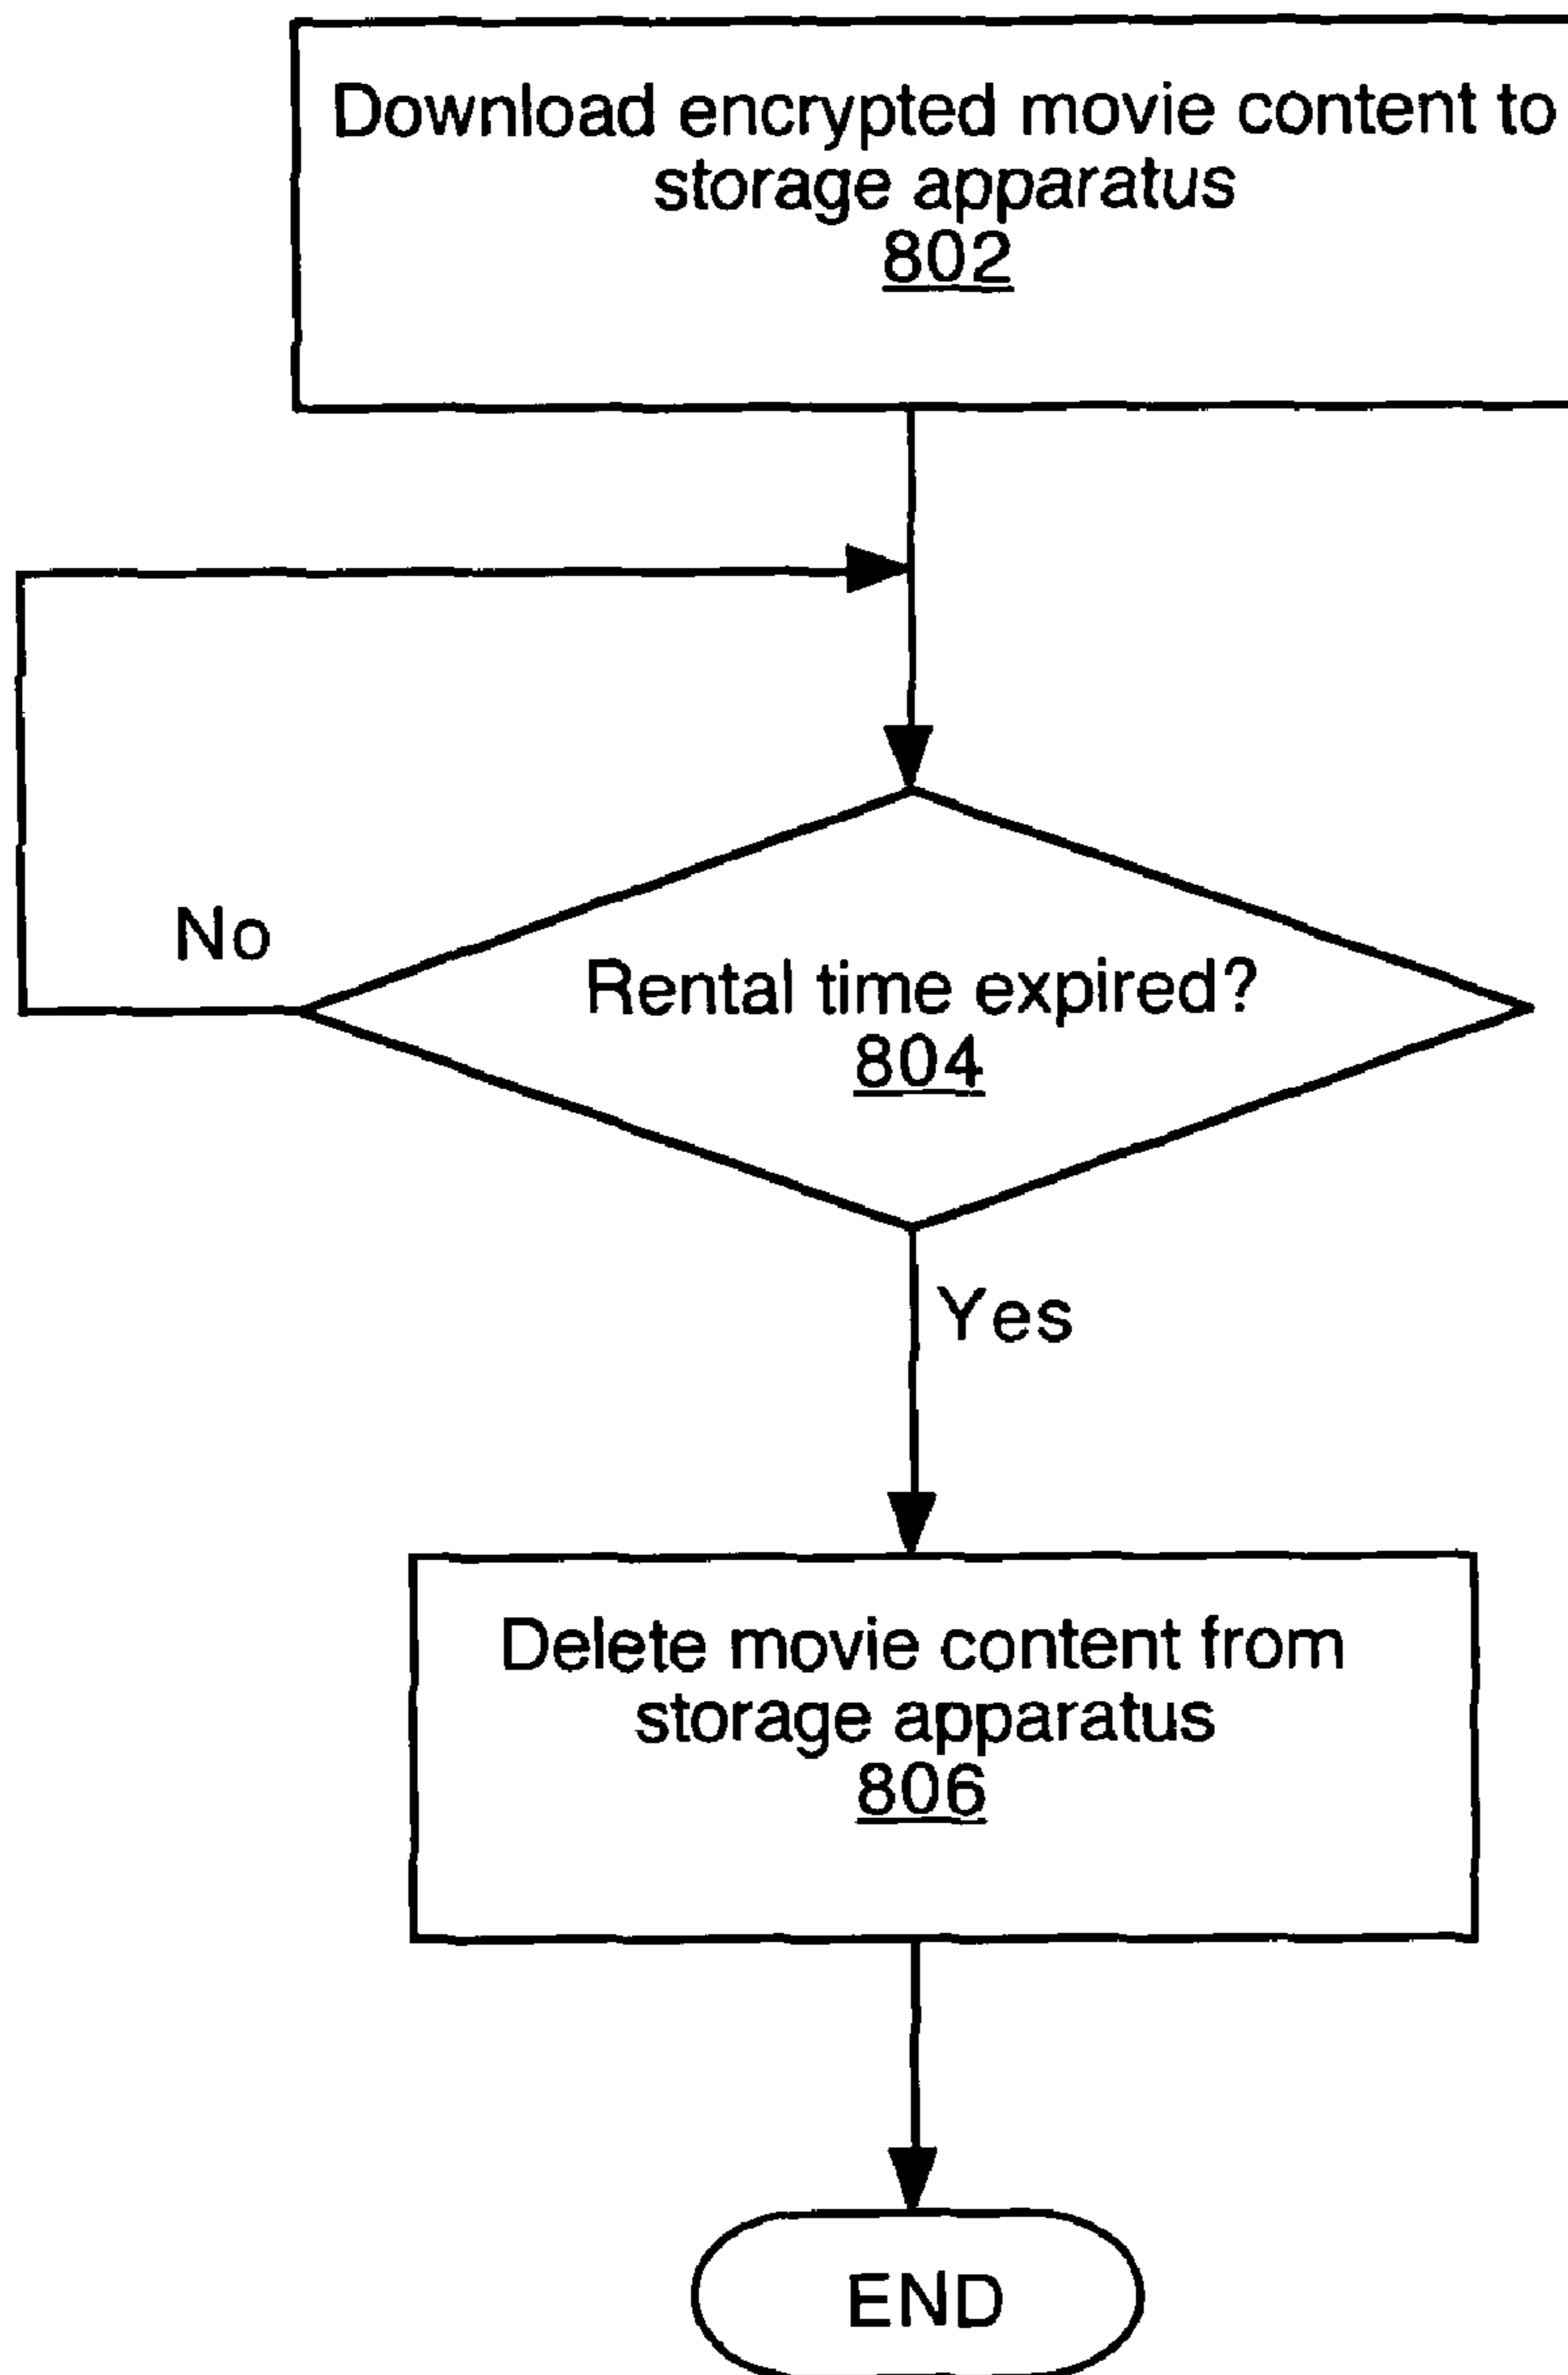 Download encrypted movie content to
storage apparatus
802
No
Rental time expired?
804
Yes
Delete movie content from
storage apparatus
806
END